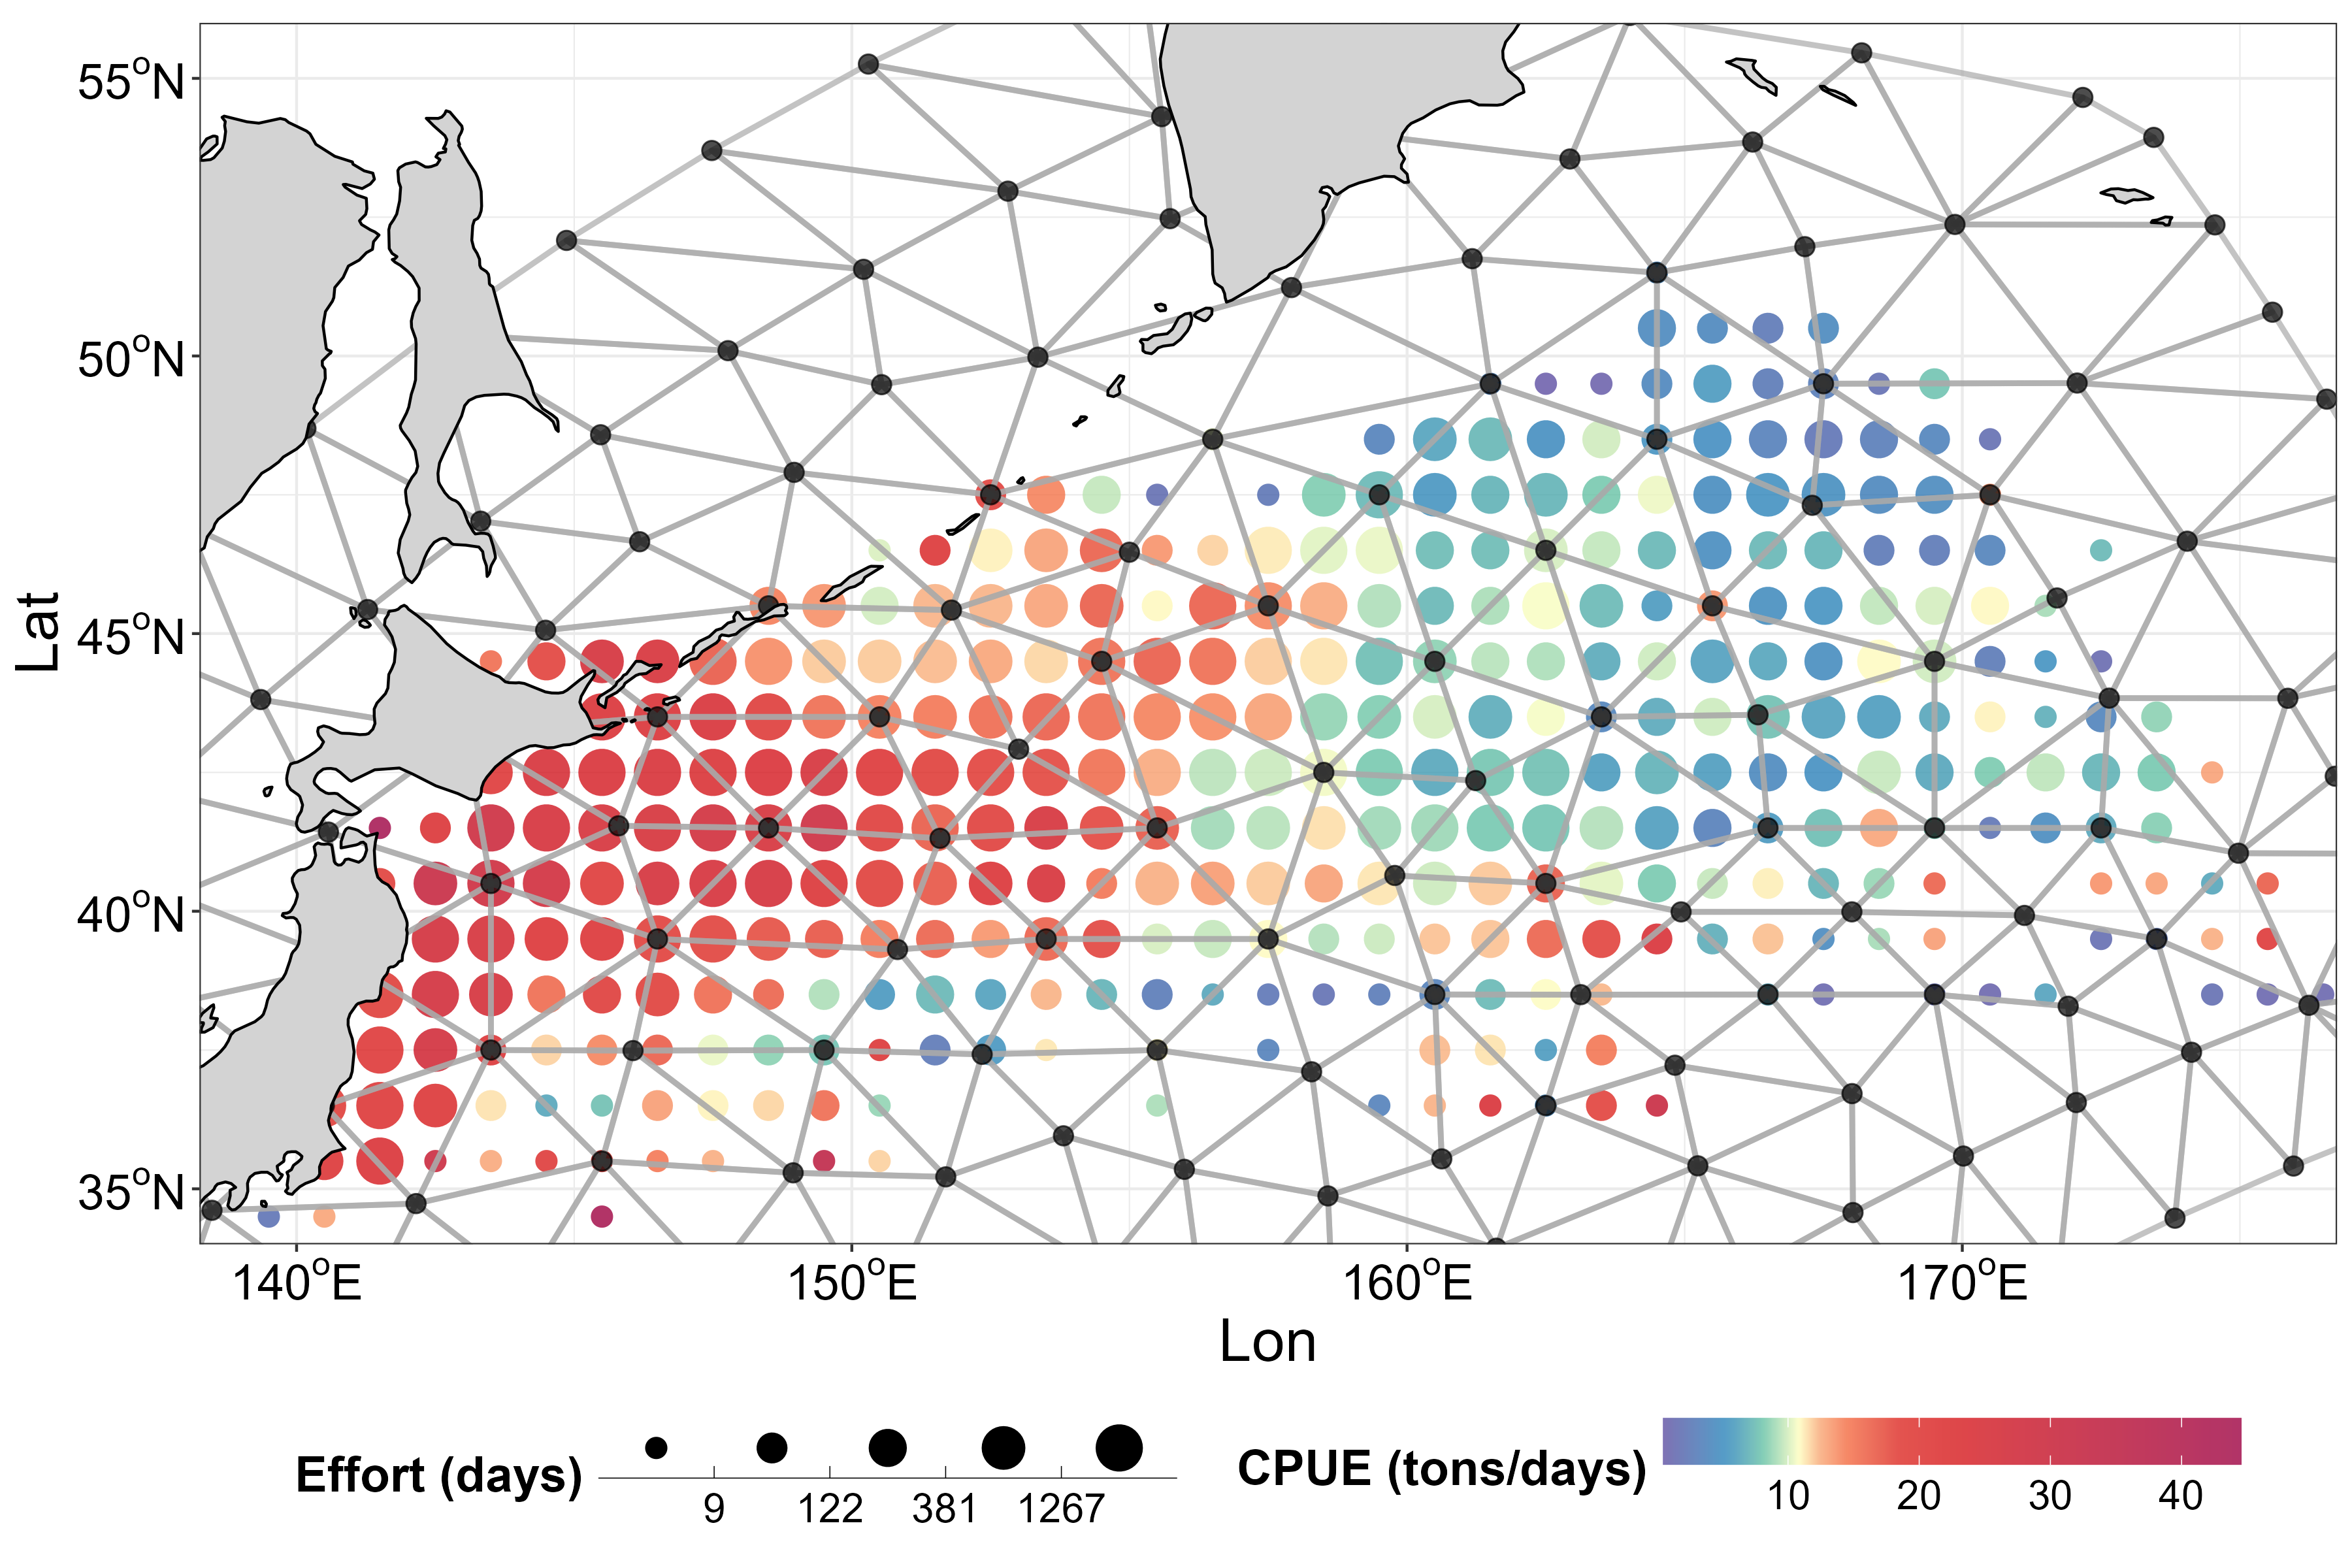 55°N
50°N
45°N
40°N
35°N
Lat
140°E 150°E 160°E 170°E
Lon
Effort (days) 9 122 381 1267
CPUE (tons/days) 10 20 30 40